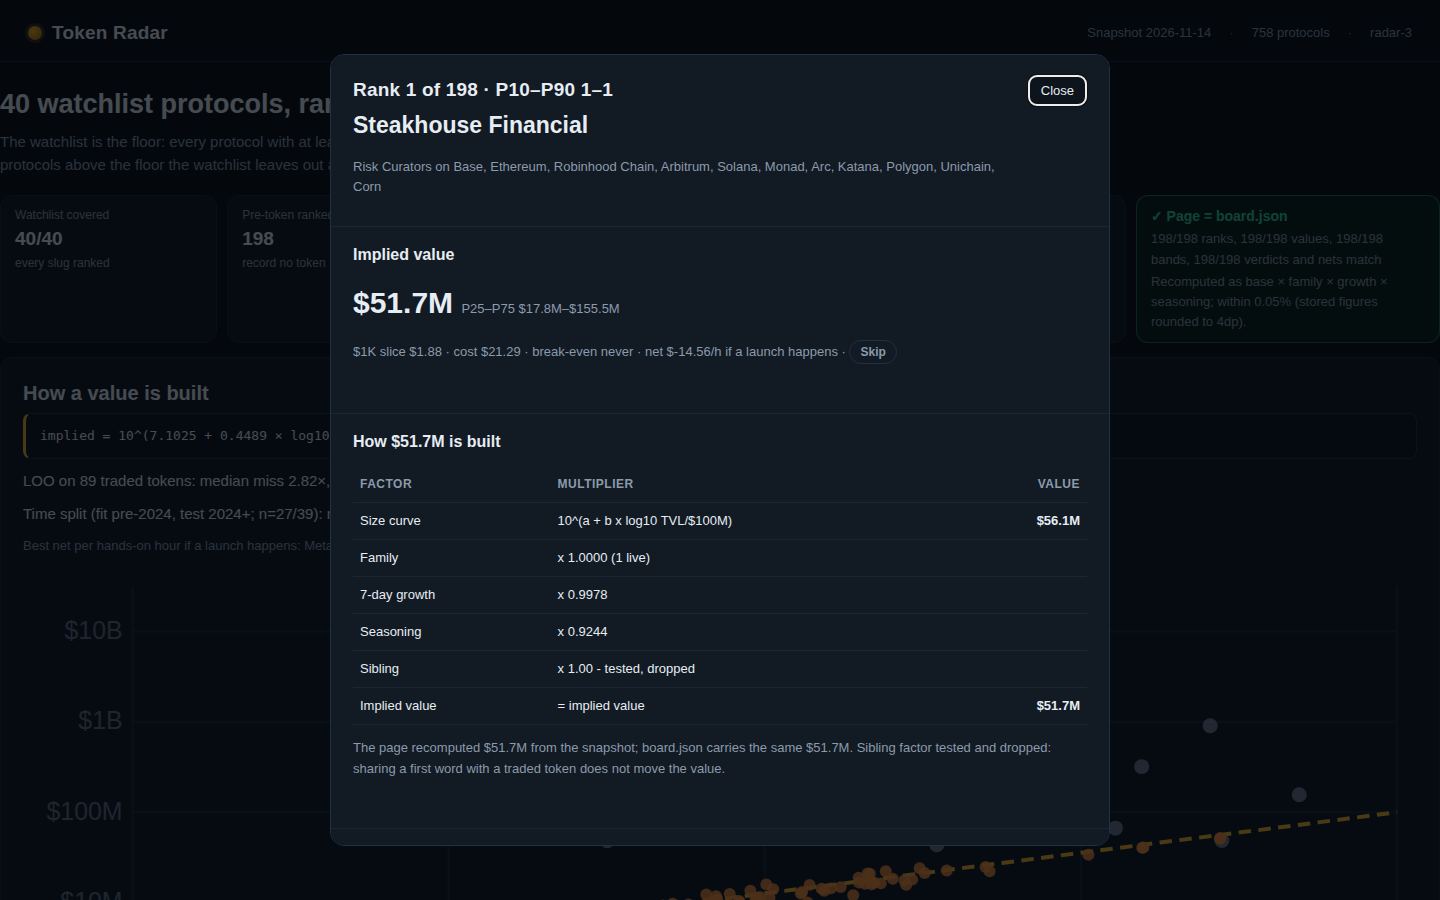 Token Radar
Snapshot 2026-11-14 · 758 protocols · radar-3
40 watchlist protocols,
The watchlist is the floor: every protocol with at
protocols above the floor the watchlist leaves out
Watchlist covered
40/40
every slug ranked
Pre-token ranked
198
record no token
✓ Page = board.json
198/198 ranks, 198/198 values, 198/198
bands, 198/198 verdicts and nets match
Recomputed as base × family × growth ×
seasoning; within 0.05% (stored figures
rounded to 4dp).
How a value is built
implied = 10^(7.1025 + 0.4489 × log10
LOO on 89 traded tokens: median miss 2.82×,
Time split (fit pre-2024, test 2024+; n=27/39):
Best net per hands-on hour if a launch happens:
$10B
$1B
$100M
$10M
Rank 1 of 198 · P10–P90 1–1
Close
Steakhouse Financial
Risk Curators on Base, Ethereum, Robinhood Chain, Arbitrum, Solana, Monad, Arc, Katana, Polygon, Unichain,
Corn
Implied value
$51.7M P25–P75 $17.8M–$155.5M
$1K slice $1.88 · cost $21.29 · break-even never · net $-14.56/h if a launch happens · Skip
How $51.7M is built
FACTOR MULTIPLIER VALUE
Size curve 10^(a + b x log10 TVL/$100M) $56.1M
Family x 1.0000 (1 live)
7-day growth x 0.9978
Seasoning x 0.9244
Sibling x 1.00 - tested, dropped
Implied value = implied value $51.7M
The page recomputed $51.7M from the snapshot; board.json carries the same $51.7M. Sibling factor tested and dropped:
sharing a first word with a traded token does not move the value.